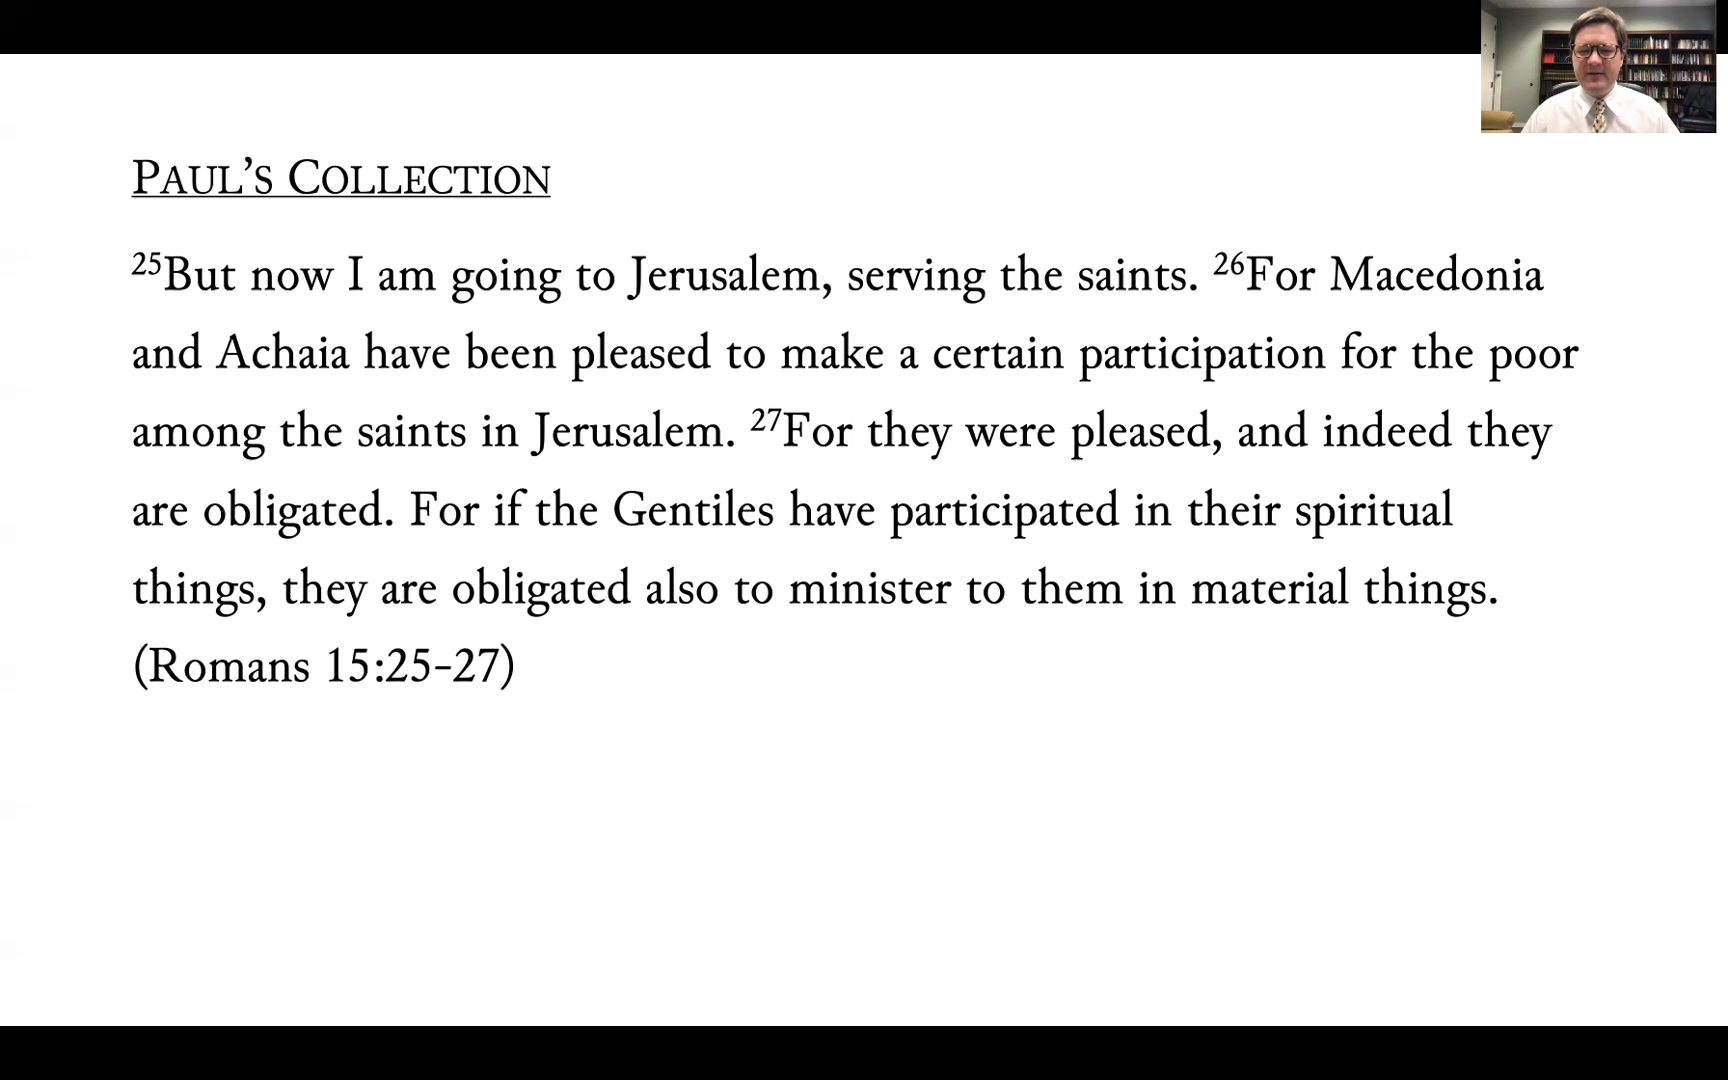 PAUL'S COLLECTION
25But now I am going to Jerusalem, serving the saints. 26For Macedonia
and Achaia have been pleased to make a certain participation for the poor
among the saints in Jerusalem. 27For they were pleased, and indeed they
are obligated. For if the Gentiles have participated in their spiritual
things, they are obligated also to minister to them in material things.
(Romans 15:25-27)